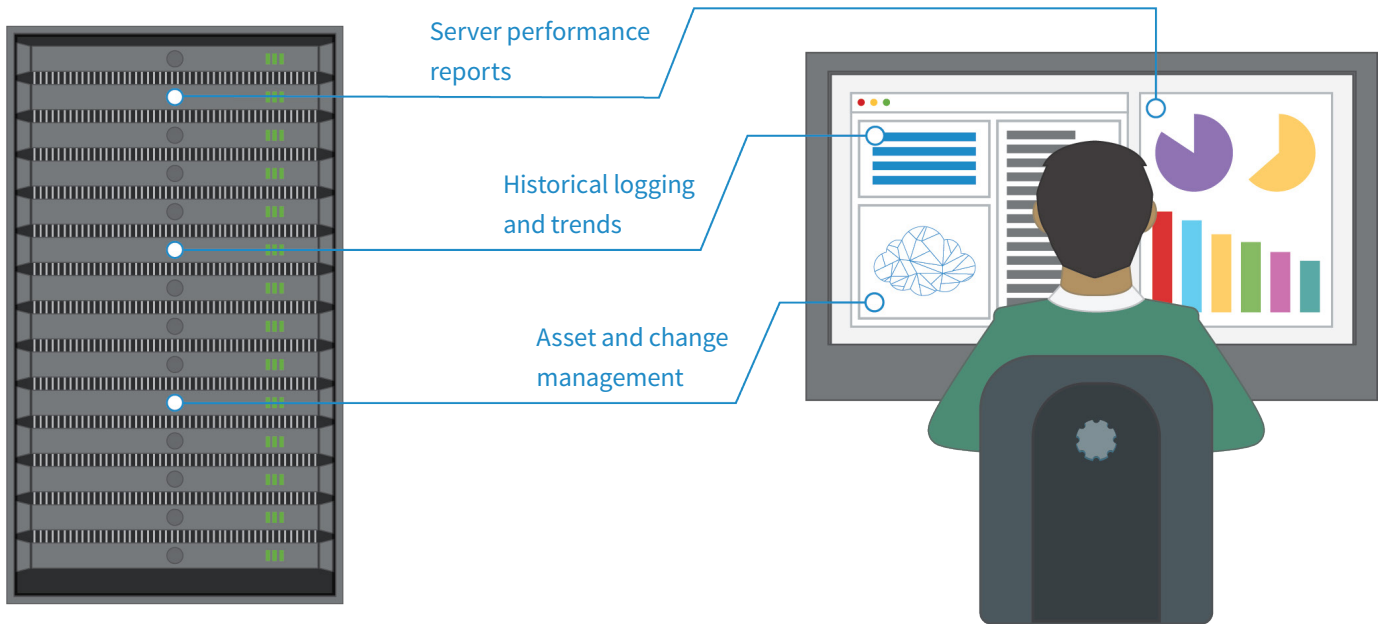 Server performance
reports
Historical logging
and trends
Asset and change
management